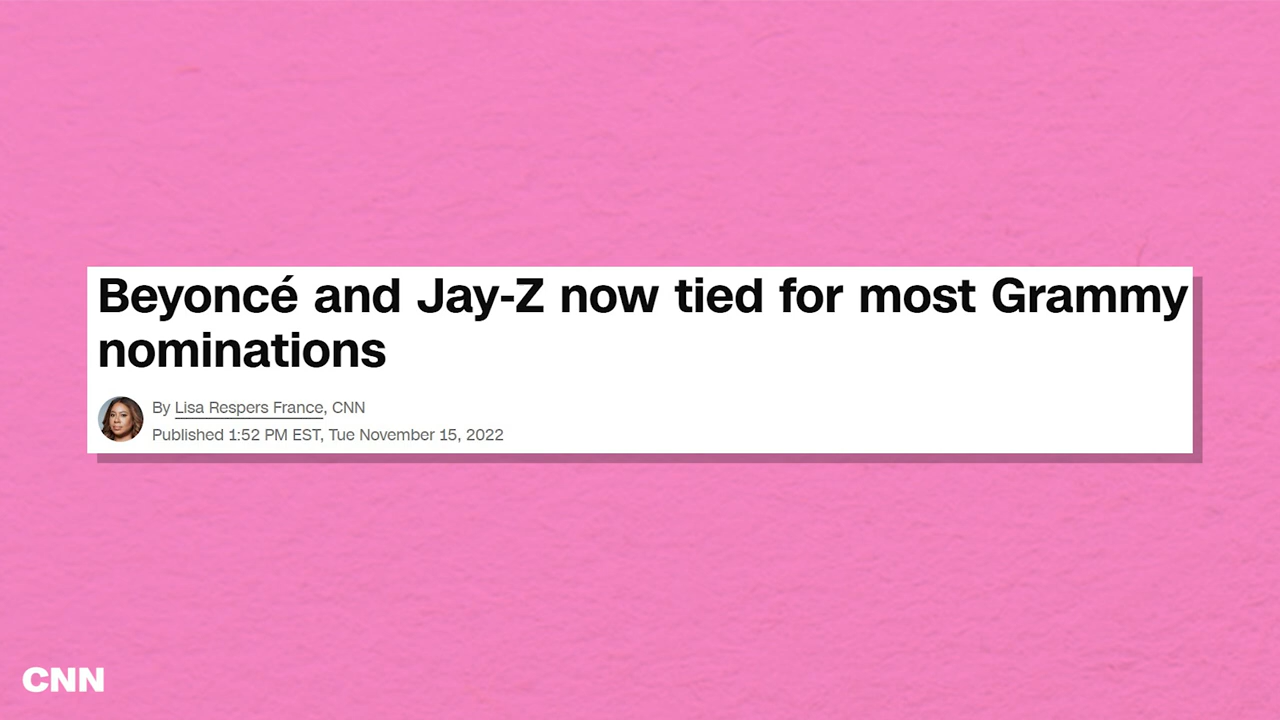 Beyoncé and Jay-Z now tied for most Grammy
nominations
By Lisa Respers France, CNN
Published 1:52 PM EST, Tue November 15, 2022
CNN